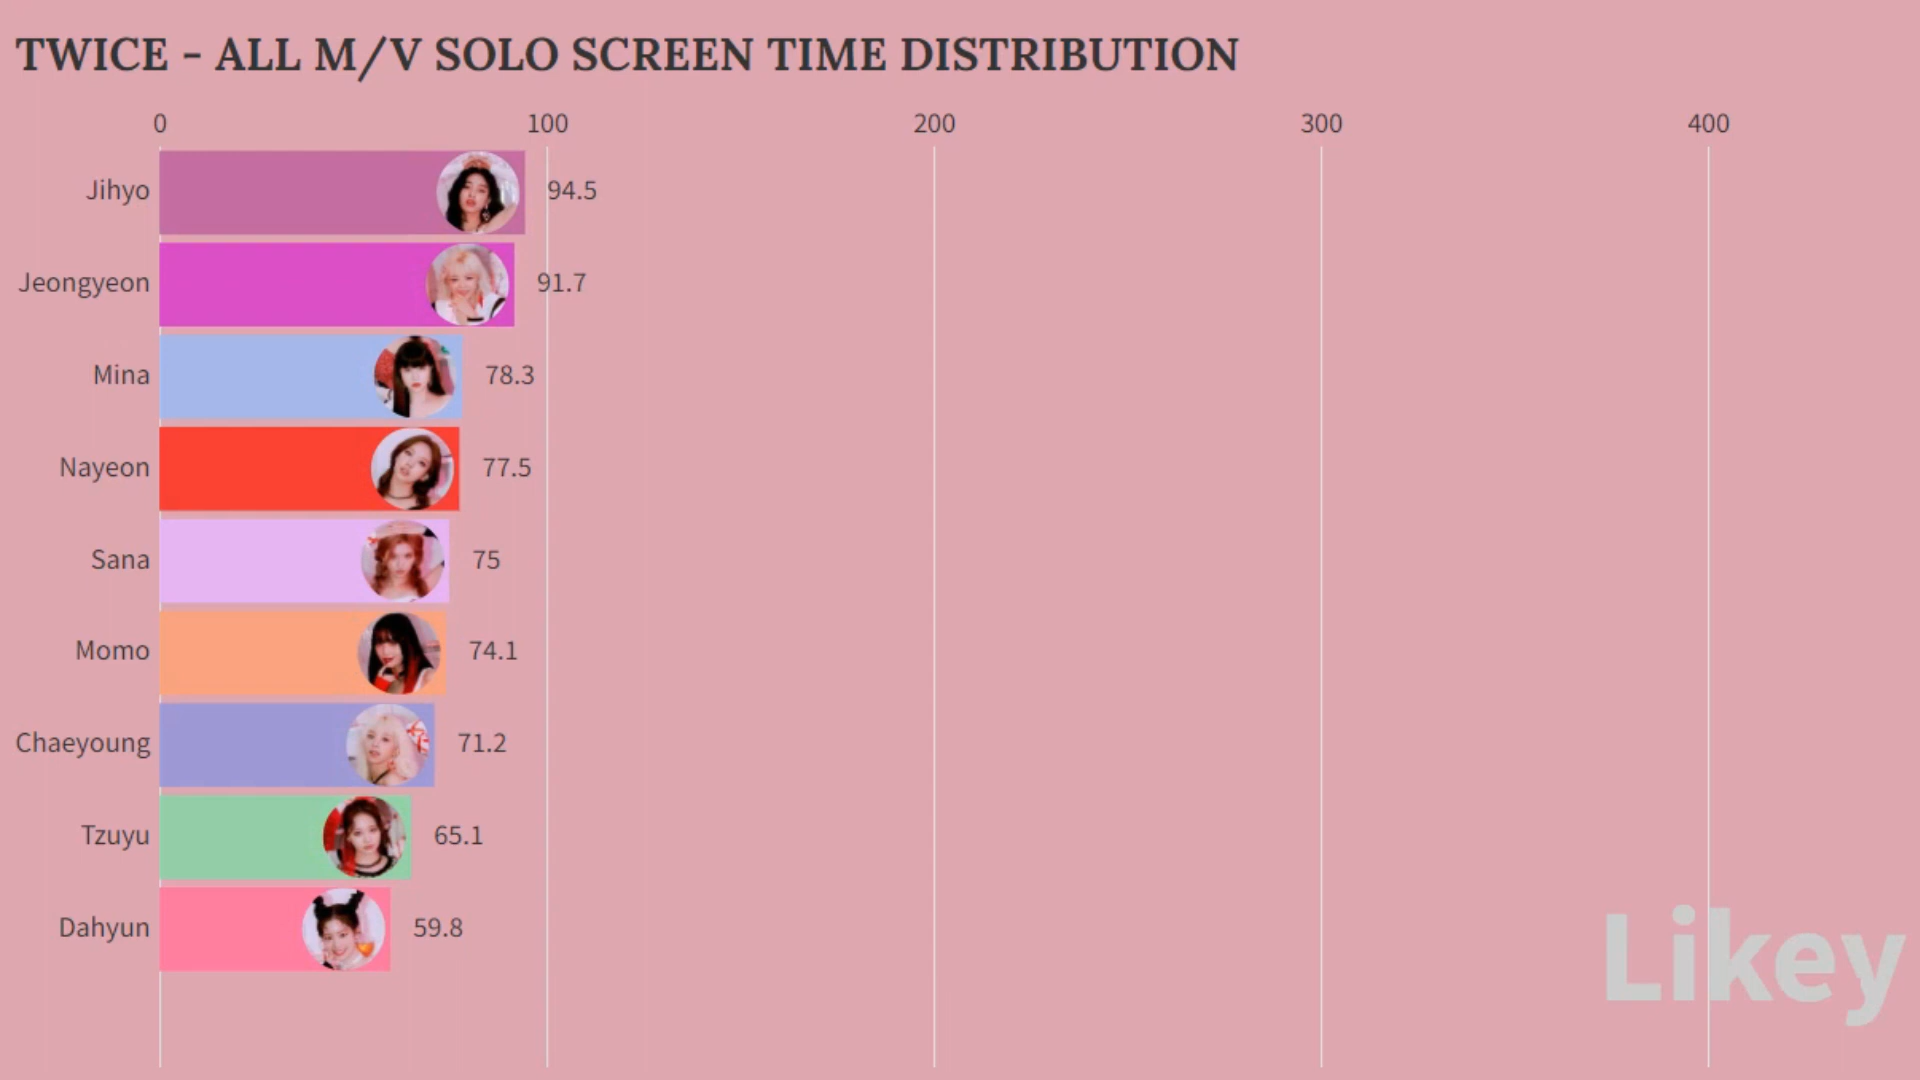 TWICE - ALL M/V SOLO SCREEN TIME DISTRIBUTION
0 100 200 300 400
Jihyo 94.5
Jeongyeon 91.7
Mina 78.3
Nayeon 77.5
Sana 75
Momo 74.1
Chaeyoung 71.2
Tzuyu 65.1
Dahyun 59.8
Likey